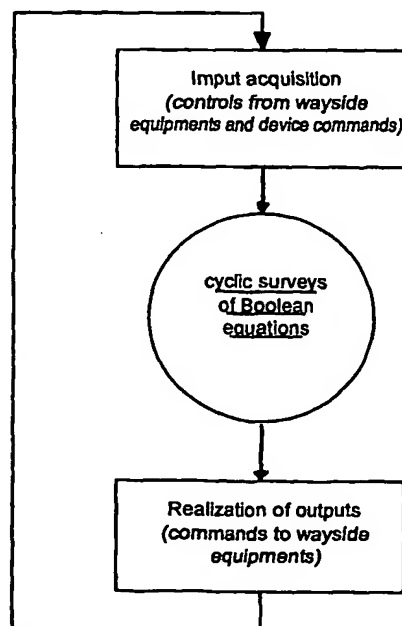 Imput acquisition
(controls from wayside
equipments and device commands)
cyclic surveys
of Boolean
equations
Realization of outputs
(commands to wayside
equipments)